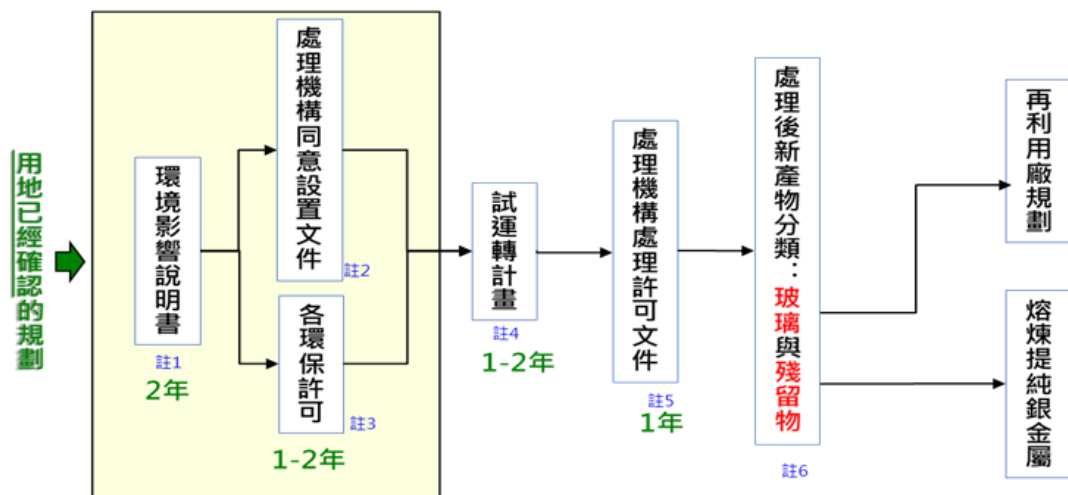 用地已經確認的規劃
環境影響說明書
註1
2年
處理機構同意設置文件
註2
各環保許可
註3
1-2年
試運轉計畫
註4
1-2年
處理機構處理許可文件
註5
1年
處理後新產物分類：玻璃與殘留物
註6
再利用廠規劃
熔煉提純銀金屬